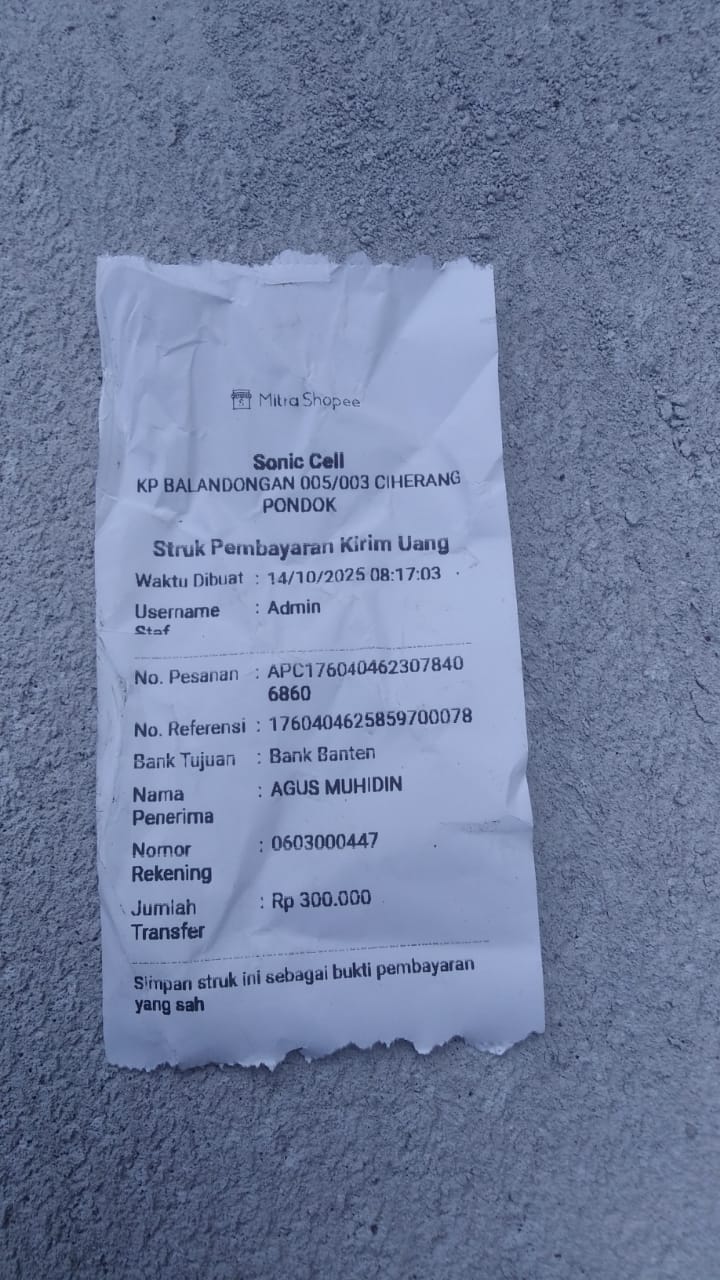 Mitra Shopee
Sonic Cell
KP BALANDONGAN 005/003 CIHERANG
PONDOK
Struk Pembayaran Kirim Uang
Waktu Dibuat : 14/10/2025 08:17:03
Username : Admin
Staf
No. Pesanan : APC176040462307840
6860
No. Referensi : 1760404625859700078
Bank Tujuan : Bank Banten
Nama : AGUS MUHIDIN
Penerima
Nomor : 0603000447
Rekening
Jumlah : Rp 300.000
Transfer
Simpan struk ini sebagai bukti pembayaran
yang sah